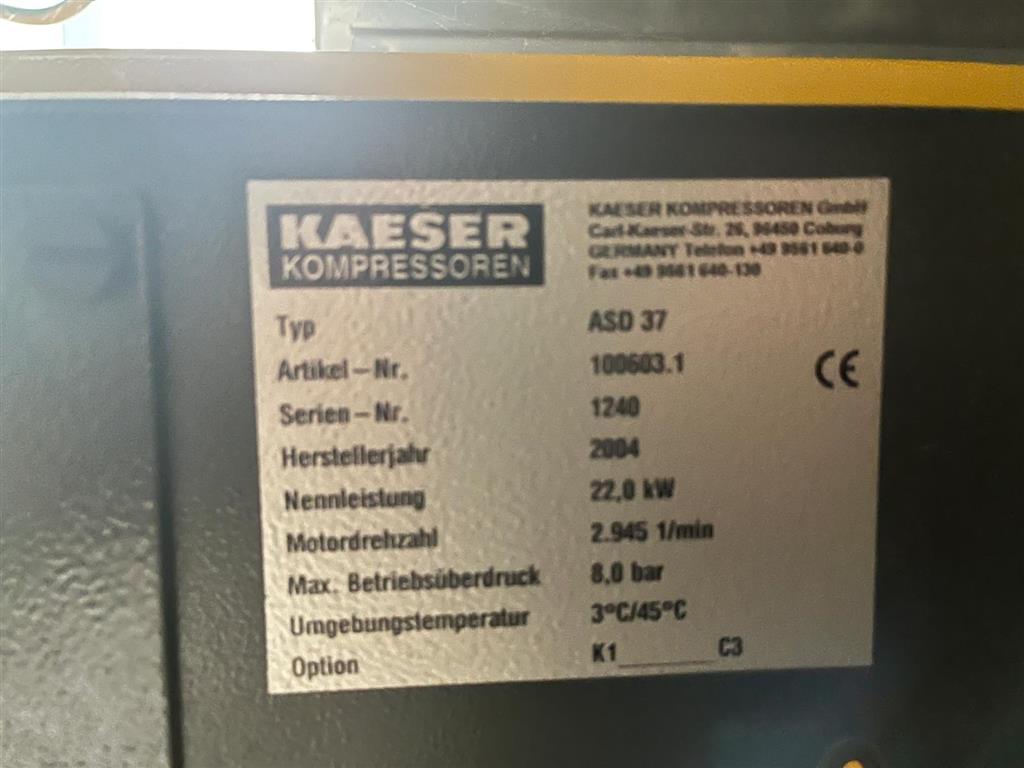 KAESER
KOMPRESSOREN
KAESER KOMPRESSOREN GmbH
Carl-Kaeser-Str. 26, 96450 Coburg
GERMANY Telefon +49 9561 640-0
Fax +49 9561 640-130
Typ ASD 37
Artikel-Nr. 100603.1
Serien-Nr. 1240
Herstellerjahr 2004
Nennleistung 22,0 kW
Motordrehzahl 2.945 1/min
Max. Betriebsüberdruck 8,0 bar
Umgebungstemperatur 3°C/45°C
Option K1_______C3
CE